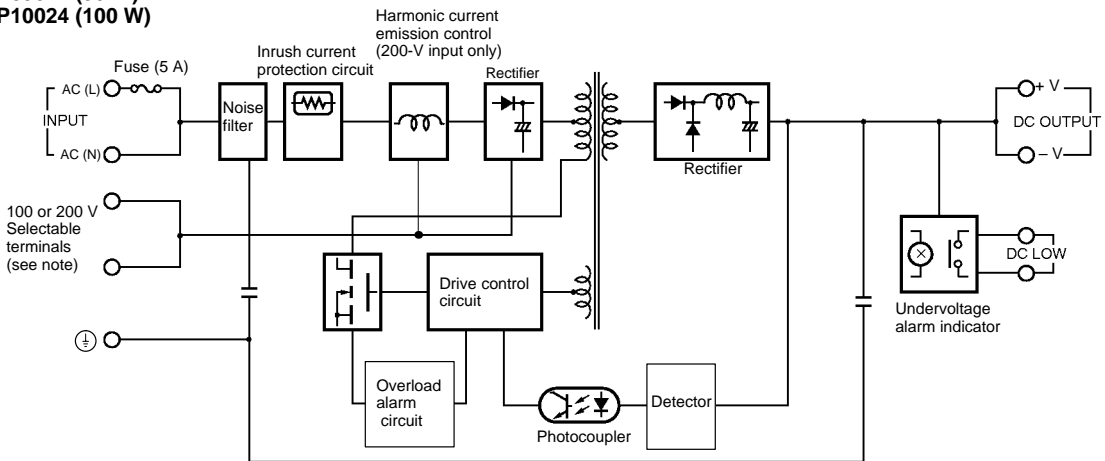 P10024 (100 W)
Harmonic current
emission control
(200-V input only)
Inrush current
protection circuit
Fuse (5 A)
Rectifier
AC (L)
INPUT
AC (N)
Noise
filter
+ V
DC OUTPUT
– V
Rectifier
100 or 200 V
Selectable
terminals
(see note)
DC LOW
Drive control
circuit
Undervoltage
alarm indicator
Overload
alarm
circuit
Detector
Photocoupler